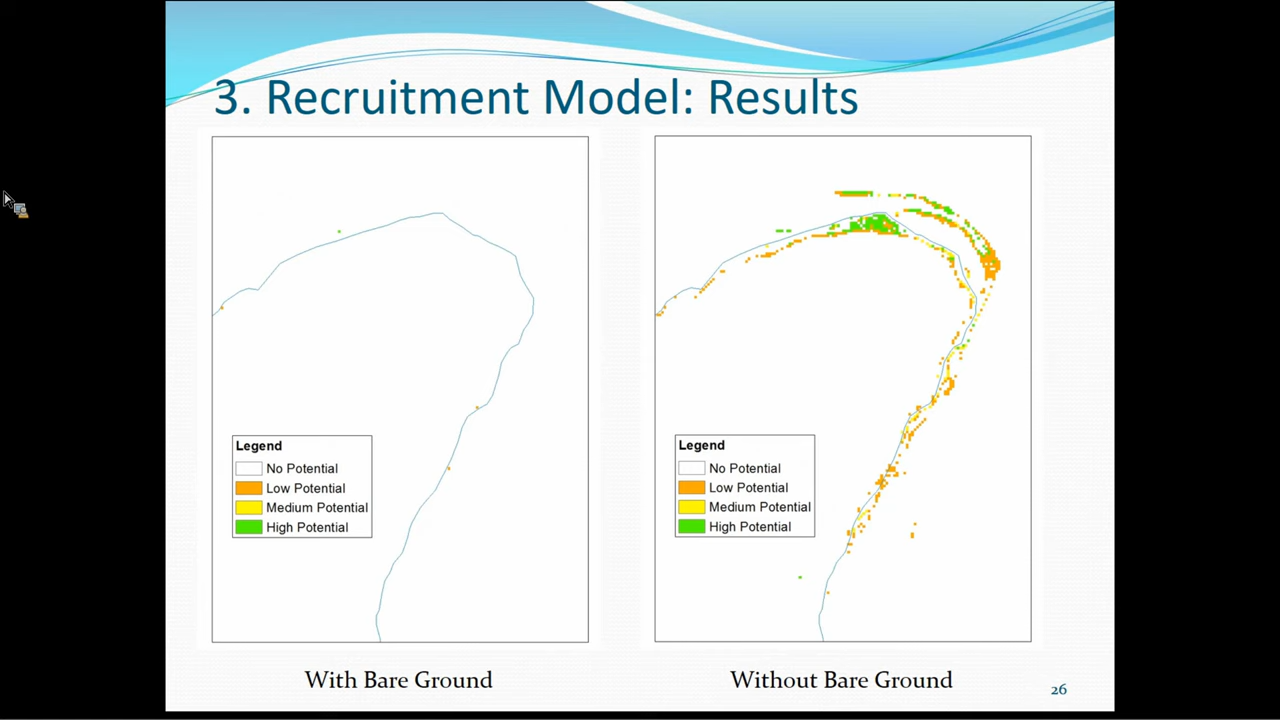 3. Recruitment Model: Results
Legend
No Potential
Low Potential
Medium Potential
High Potential
Legend
No Potential
Low Potential
Medium Potential
High Potential
With Bare Ground
Without Bare Ground
26